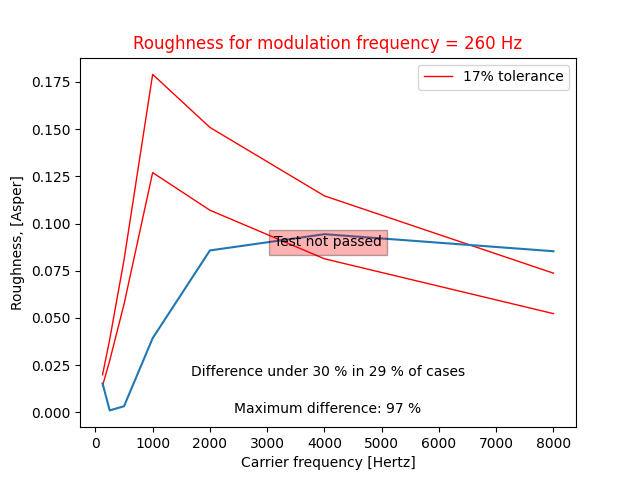 Roughness for modulation frequency = 260 Hz
17% tolerance
0.175
0.150
0.125
0.100
0.075
0.050
0.025
0.000
Roughness, [Asper]
Test not passed
Difference under 30 % in 29 % of cases
Maximum difference: 97 %
0 1000 2000 3000 4000 5000 6000 7000 8000
Carrier frequency [Hertz]